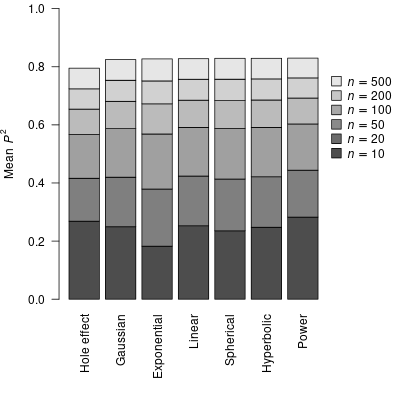 1.0
0.8
0.6
0.4
0.2
0.0
Mean P²
Hole effect
Gaussian
Exponential
Linear
Spherical
Hyperbolic
Power
n = 500
n = 200
n = 100
n = 50
n = 20
n = 10